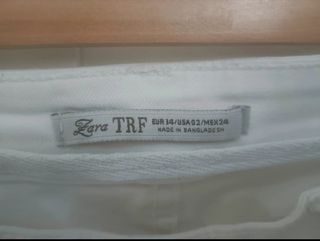 Zara TRF EUR 34/USA 02/MEX 24
MADE IN BANGLADESH